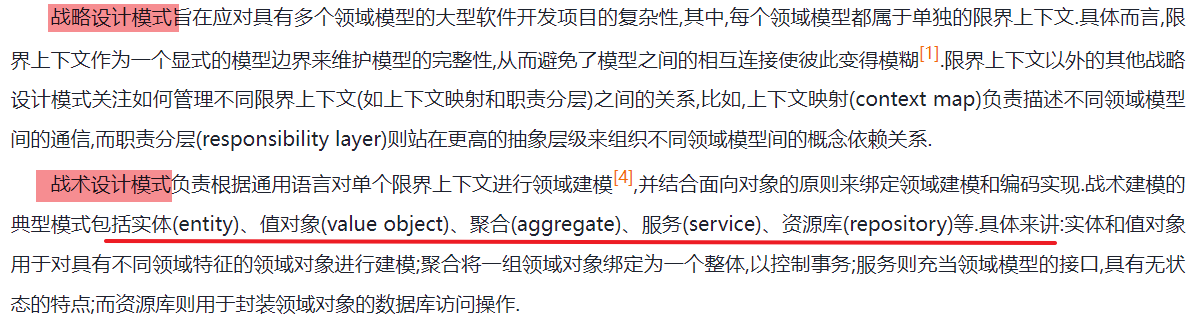 战略设计模式旨在应对具有多个领域模型的大型软件开发项目的复杂性,其中,每个领域模型都属于单独的限界上下文.具体而言,限
界上下文作为一个显式的模型边界来维护模型的完整性,从而避免了模型之间的相互连接使彼此变得模糊[1].限界上下文以外的其他战略
设计模式关注如何管理不同限界上下文(如上下文映射和职责分层)之间的关系,比如,上下文映射(context map)负责描述不同领域模型
间的通信,而职责分层(responsibility layer)则站在更高的抽象层级来组织不同领域模型间的概念依赖关系.
战术设计模式负责根据通用语言对单个限界上下文进行领域建模[4],并结合面向对象的原则来绑定领域建模和编码实现.战术建模的
典型模式包括实体(entity)、值对象(value object)、聚合(aggregate)、服务(service)、资源库(repository)等.具体来讲:实体和值对象
用于对具有不同领域特征的领域对象进行建模;聚合将一组领域对象绑定为一个整体,以控制事务;服务则充当领域模型的接口,具有无状
态的特点;而资源库则用于封装领域对象的数据库访问操作.